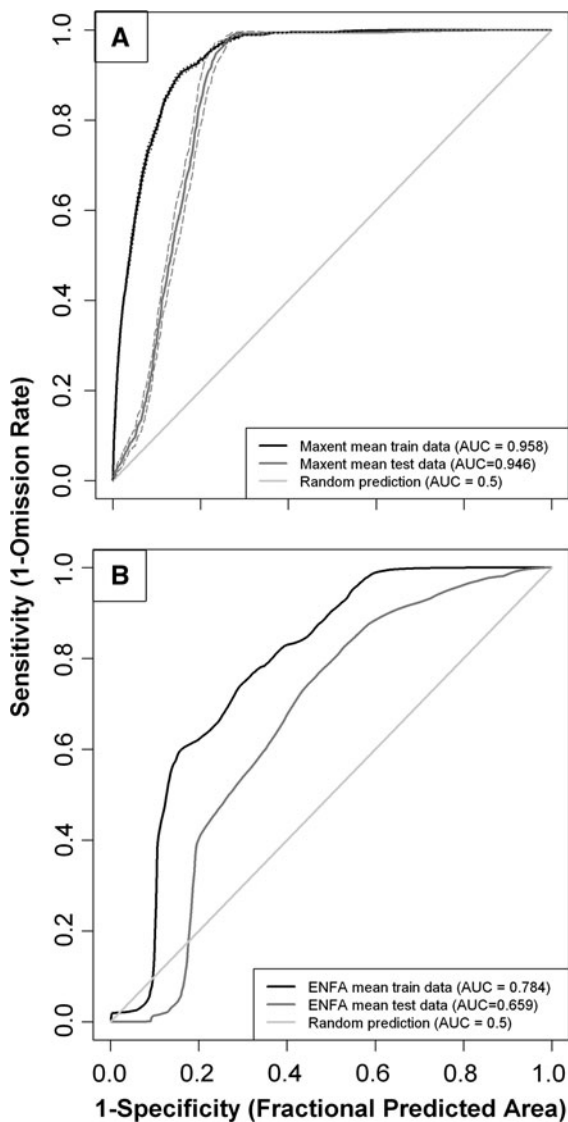 A
1.0
0.8
0.6
0.4
0.2
0.0
Maxent mean train data (AUC = 0.958)
Maxent mean test data (AUC=0.946)
Random prediction (AUC = 0.5)
Sensitivity (1-Omission Rate)
B
1.0
0.8
0.6
0.4
0.2
0.0
ENFA mean train data (AUC = 0.784)
ENFA mean test data (AUC=0.659)
Random prediction (AUC = 0.5)
0.0 0.2 0.4 0.6 0.8 1.0
1-Specificity (Fractional Predicted Area)